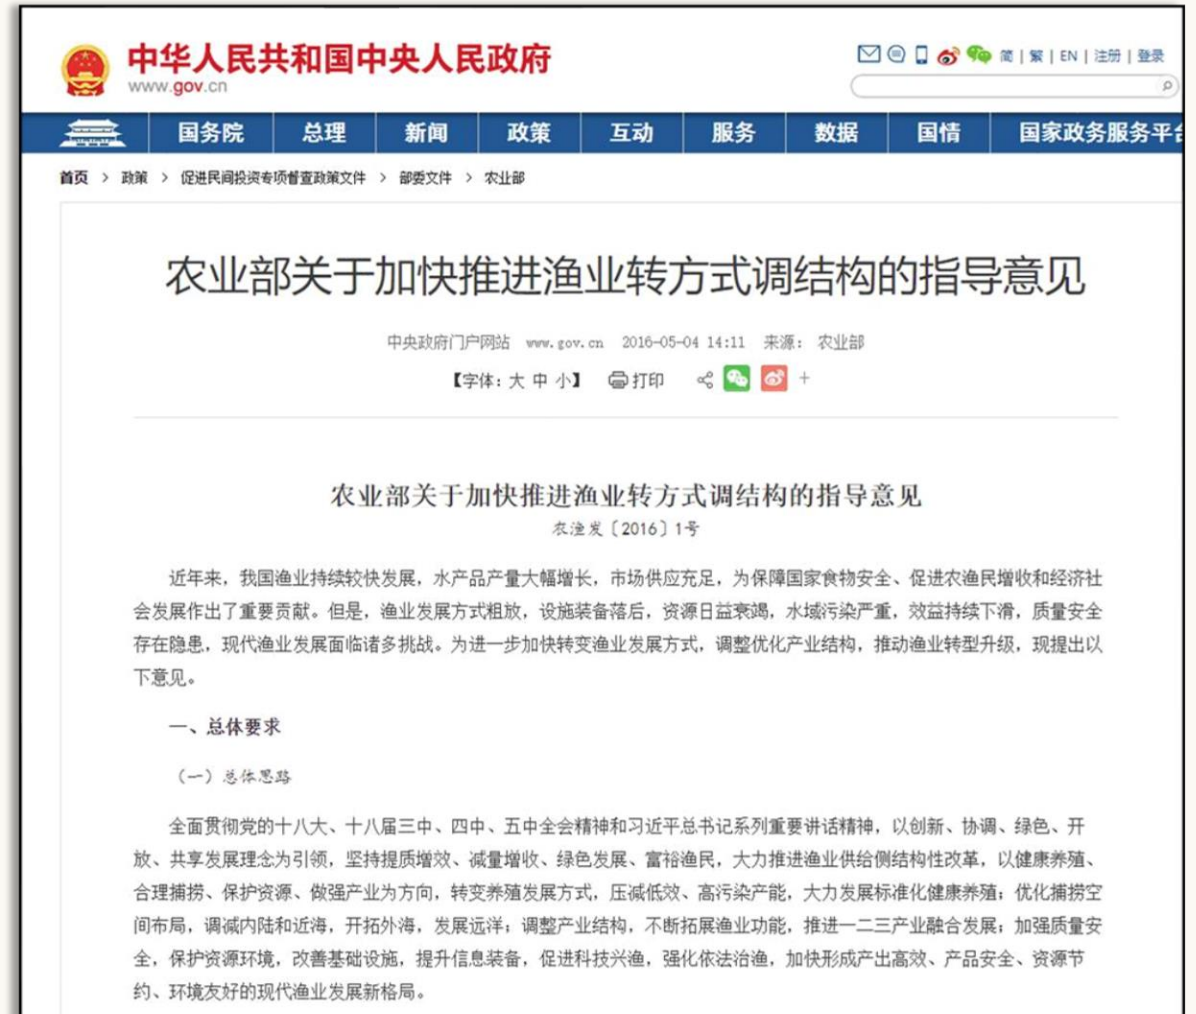 中华人民共和国中央人民政府
www.gov.cn
简 | 繁 | EN | 注册 | 登录
国务院 总理 新闻 政策 互动 服务 数据 国情 国家政务服务平台
首页 > 政策 > 促进民间投资专项督查政策文件 > 部委文件 > 农业部
农业部关于加快推进渔业转方式调结构的指导意见
中央政府门户网站 www.gov.cn 2016-05-04 14:11 来源: 农业部
【字体: 大 中 小】 打印 +
农业部关于加快推进渔业转方式调结构的指导意见
农渔发〔2016〕1号
近年来，我国渔业持续较快发展，水产品产量大幅增长，市场供应充足，为保障国家食物安全、促进农渔民增收和经济社
会发展作出了重要贡献。但是，渔业发展方式粗放，设施装备落后，资源日益衰竭，水域污染严重，效益持续下滑，质量安全
存在隐患，现代渔业发展面临诸多挑战。为进一步加快转变渔业发展方式，调整优化产业结构，推动渔业转型升级，现提出以
下意见。
一、总体要求
（一）总体思路
全面贯彻党的十八大、十八届三中、四中、五中全会精神和习近平总书记系列重要讲话精神，以创新、协调、绿色、开
放、共享发展理念为引领，坚持提质增效、减量增收、绿色发展、富裕渔民，大力推进渔业供给侧结构性改革，以健康养殖、
合理捕捞、保护资源、做强产业为方向，转变养殖发展方式，压减低效、高污染产能，大力发展标准化健康养殖；优化捕捞空
间布局，调减内陆和近海，开拓外海，发展远洋；调整产业结构，不断拓展渔业功能，推进一二三产业融合发展；加强质量安
全，保护资源环境，改善基础设施，提升信息装备，促进科技兴渔，强化依法治渔，加快形成产出高效、产品安全、资源节
约、环境友好的现代渔业发展新格局。